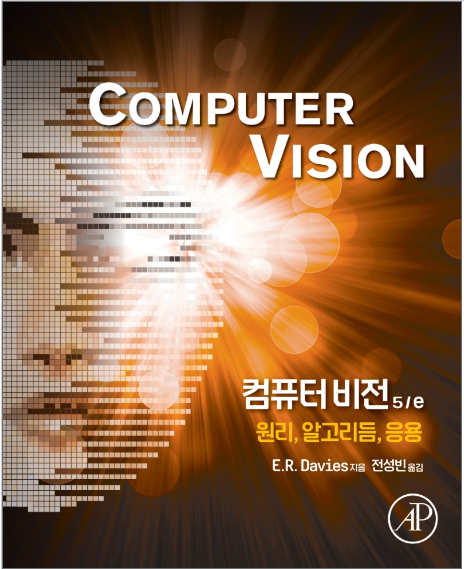 COMPUTER
VISION
컴퓨터 비전 5/e
원리, 알고리듬, 응용
E.R. Davies 지음 전성빈 옮김
AP